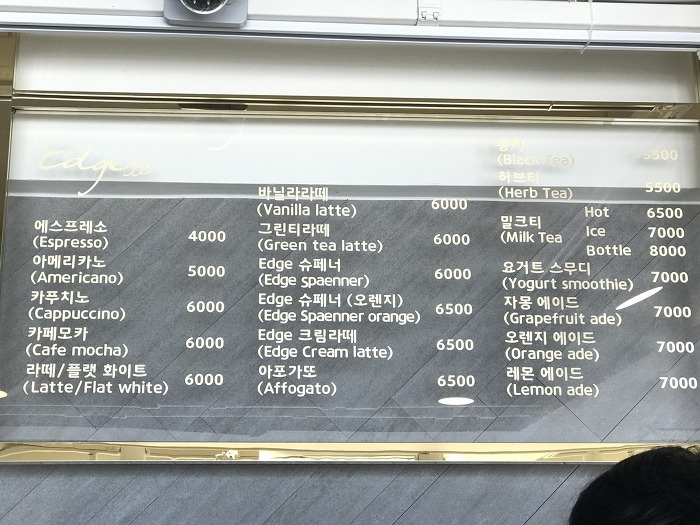 Edge
에스프레소
(Espresso) 4000
아메리카노
(Americano) 5000
카푸치노
(Cappuccino) 6000
카페모카
(Cafe mocha) 6000
라떼/플랫 화이트
(Latte/Flat white) 6000
바닐라라떼
(Vanilla latte) 6000
그린티라떼
(Green tea latte) 6000
Edge 슈페너
(Edge spaenner) 6000
Edge 슈페너 (오렌지)
(Edge Spaenner orange) 6500
Edge 크림라떼
(Edge Cream latte) 6500
아포가또
(Affogato) 6500
(Black Tea) 5500
허브티
(Herb Tea) 5500
밀크티
(Milk Tea
Hot 6500
Ice 7000
Bottle 8000
요거트 스무디
(Yogurt smoothie) 7000
자몽 에이드
(Grapefruit ade) 7000
오렌지 에이드
(Orange ade) 7000
레몬 에이드
(Lemon ade) 7000